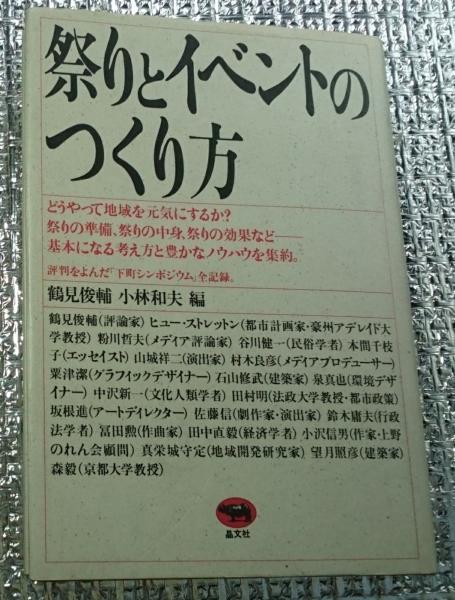 祭りとイベントの
つくり方
どうやって地域を元気にするか?
祭りの準備、祭りの中身、祭りの効果など——
基本になる考え方と豊かなノウハウを集約。
評判をよんだ「下町シンポジウム」全記録。
鶴見俊輔 小林和夫 編
鶴見俊輔(評論家) ヒュー・ストレットン(都市計画家・豪州アデレイド大
学教授) 粉川哲夫(メディア評論家) 谷川健一(民俗学者) 本間千枝
子(エッセイスト) 山城祥二(演出家) 村木良彦(メディアプロデューサー)
粟津潔(グラフィックデザイナー) 石山修武(建築家) 泉真也(環境デザ
イナー) 中沢新一(文化人類学者) 田村明(法政大学教授・都市政策)
坂根進(アートディレクター) 佐藤信(劇作家・演出家) 鈴木庸夫(行政
法学者) 冨田勲(作曲家) 田中直毅(経済学者) 小沢信男(作家・上野
のれん会顧問) 真栄城守定(地域開発研究家) 望月照彦(建築家)
森毅(京都大学教授)
晶文社